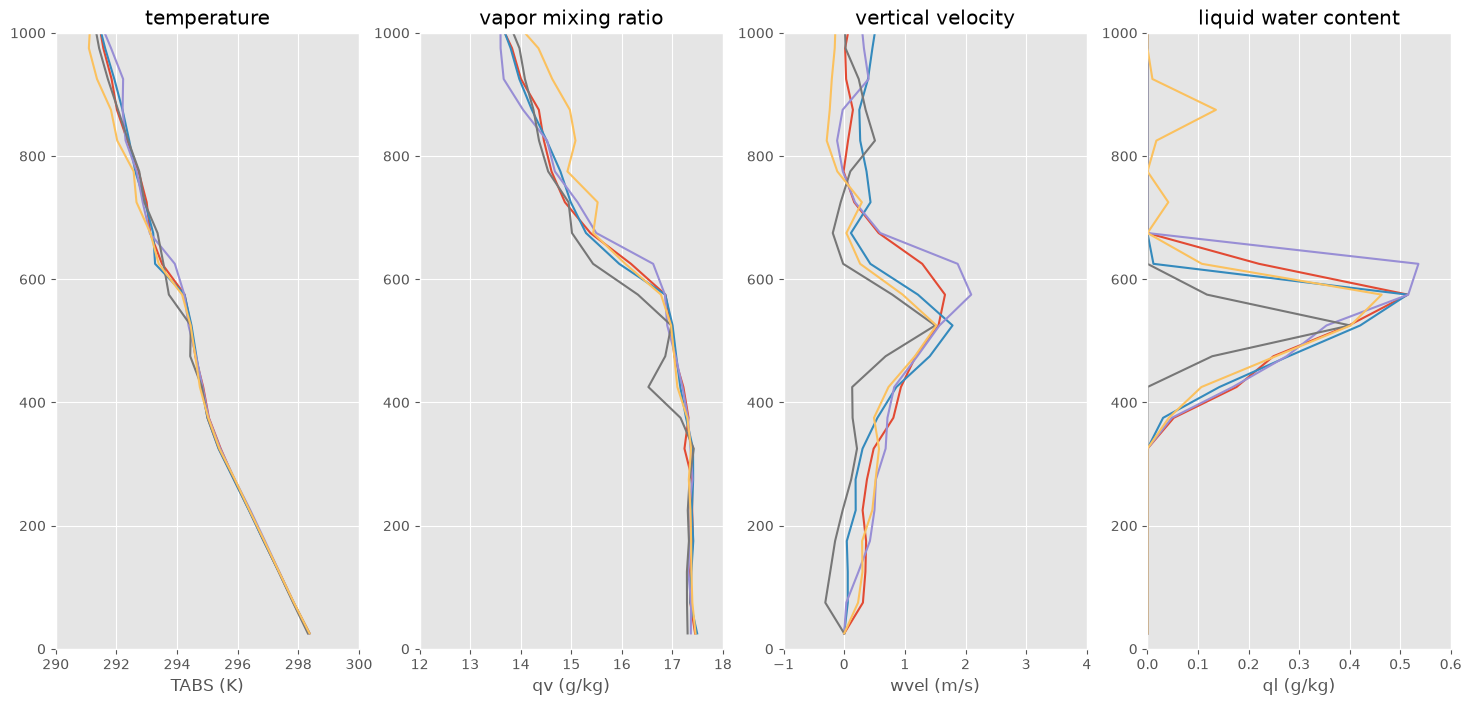 temperature
vapor mixing ratio
vertical velocity
liquid water content
1000
800
600
400
200
0
290 292 294 296 298 300
TABS (K)
1000
800
600
400
200
0
12 13 14 15 16 17 18
qv (g/kg)
1000
800
600
400
200
0
−1 0 1 2 3 4
wvel (m/s)
1000
800
600
400
200
0
0.0 0.1 0.2 0.3 0.4 0.5 0.6
ql (g/kg)